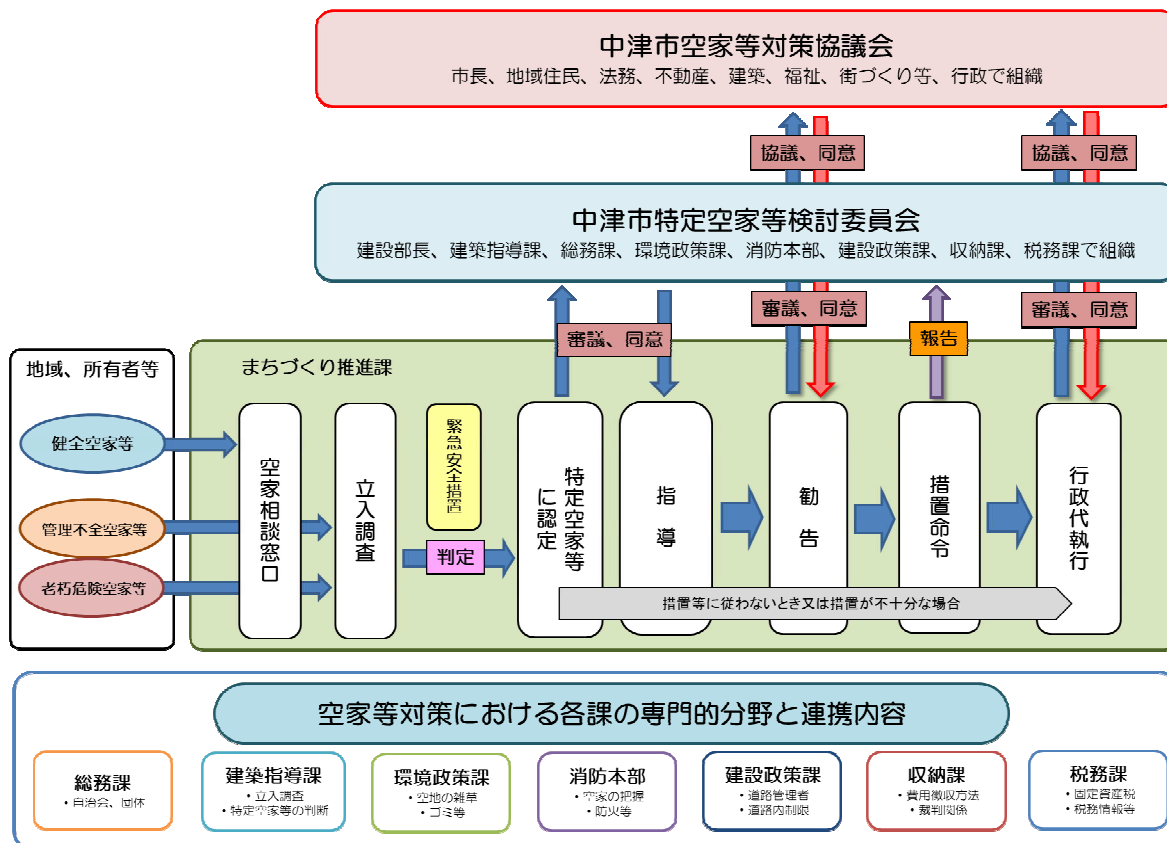 中津市空家等対策協議会
市長、地域住民、法務、不動産、建築、福祉、街づくり等、行政で組織
協議、同意
協議、同意
中津市特定空家等検討委員会
建設部長、建築指導課、総務課、環境政策課、消防本部、建設政策課、収納課、税務課で組織
審議、同意
審議、同意
報告
審議、同意
地域、所有者等
健全空家等
管理不全空家等
老朽危険空家等
まちづくり推進課
空家相談窓口
立入調査
緊急安全措置
判定
特定空家等
に認定
指導
勧告
措置命令
行政代執行
措置等に従わないとき又は措置が不十分な場合
空家等対策における各課の専門的分野と連携内容
総務課
・自治会、団体
建築指導課
・立入調査
・特定空家等の判断
環境政策課
・空地の雑草
・ゴミ等
消防本部
・空家の把握
・防火等
建設政策課
・道路管理者
・道路内制限
収納課
・費用徴収方法
・裁判関係
税務課
・固定資産税
・税務情報等